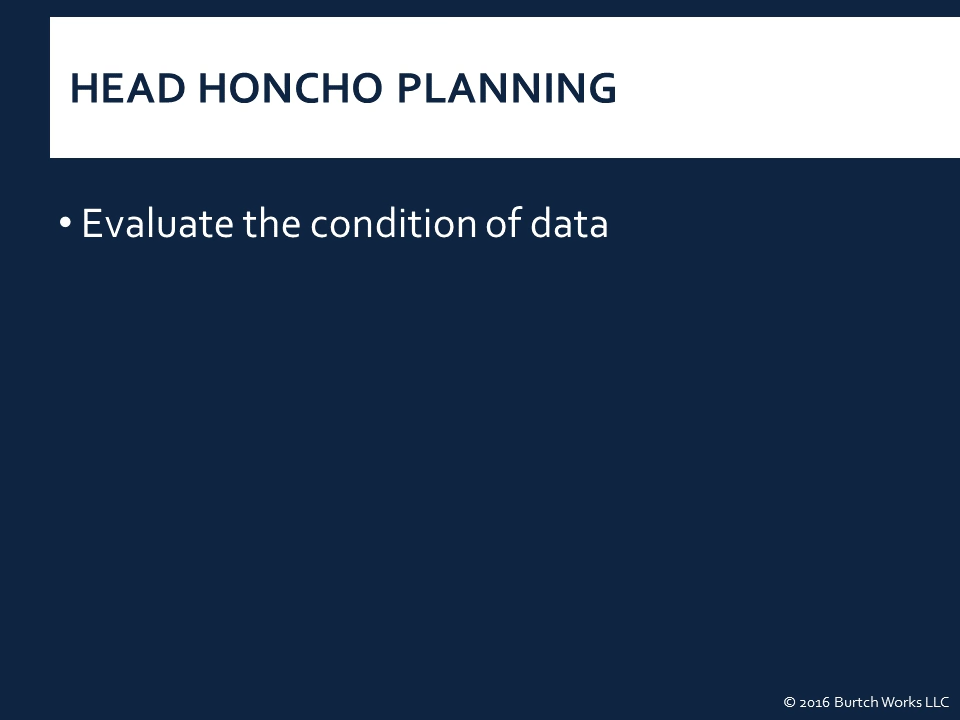 HEAD HONCHO PLANNING
• Evaluate the condition of data
© 2016 Burtch Works LLC